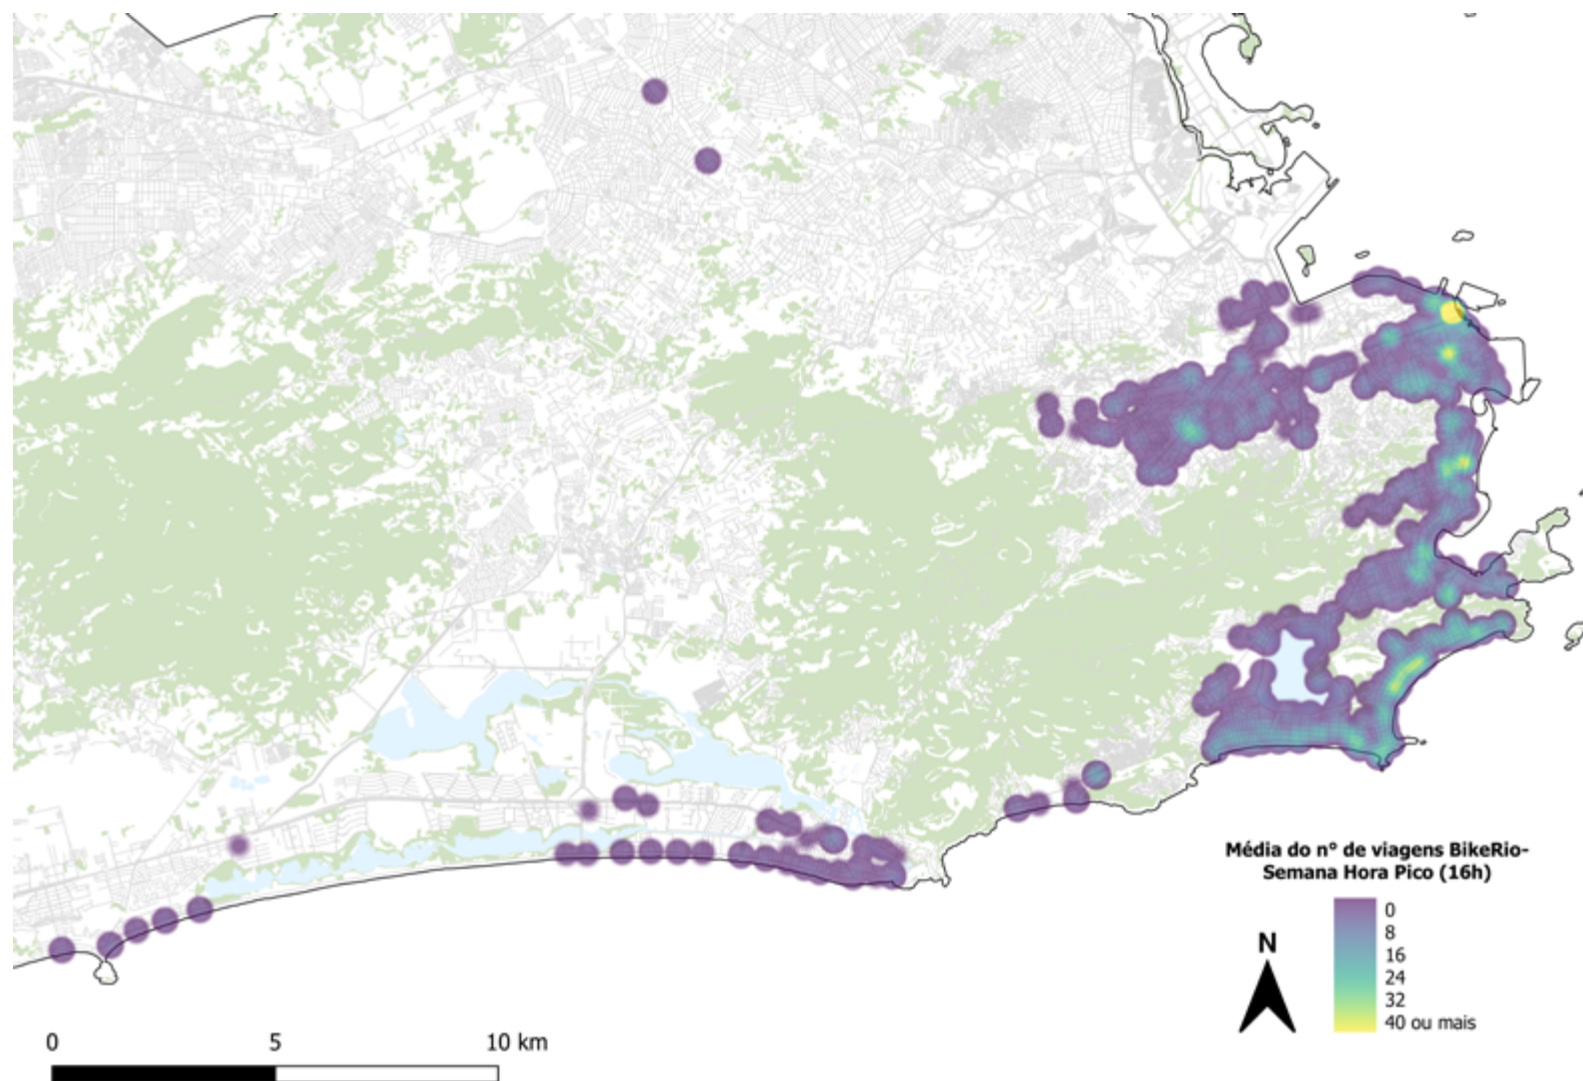 Média do n° de viagens BikeRio-
Semana Hora Pico (16h)
0
8
16
24
32
40 ou mais
N
0 5 10 km